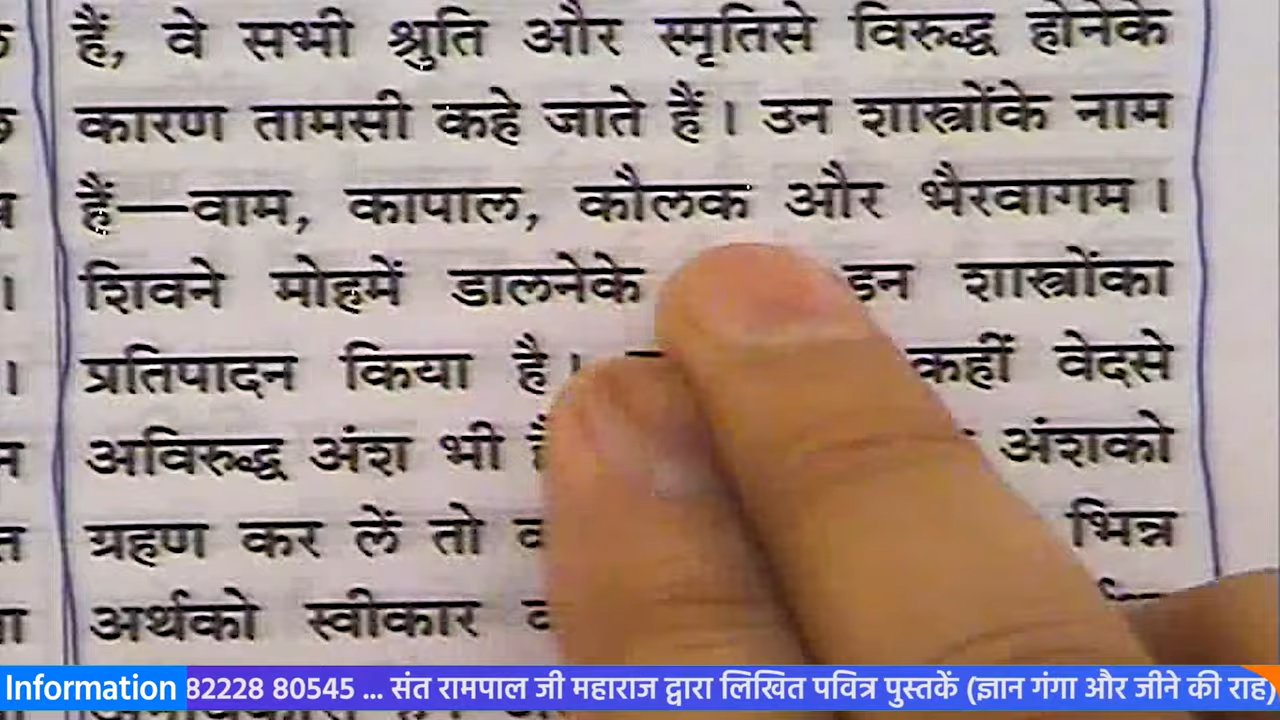 हैं, वे सभी श्रुति और स्मृतिसे विरुद्ध होनेके
कारण तामसी कहे जाते हैं। उन शास्त्रोंके नाम
हैं—वाम, कापाल, कौलक और भैरवागम।
शिवने मोहमें डालनेके इन शास्त्रोंका
प्रतिपादन किया है। कहीं वेदसे
अविरुद्ध अंश भी अंशको
ग्रहण कर लें तो भिन्न
अर्थको स्वीकार
Information 82228 80545 ... संत रामपाल जी महाराज द्वारा लिखित पवित्र पुस्तकें (ज्ञान गंगा और जीने की राह)